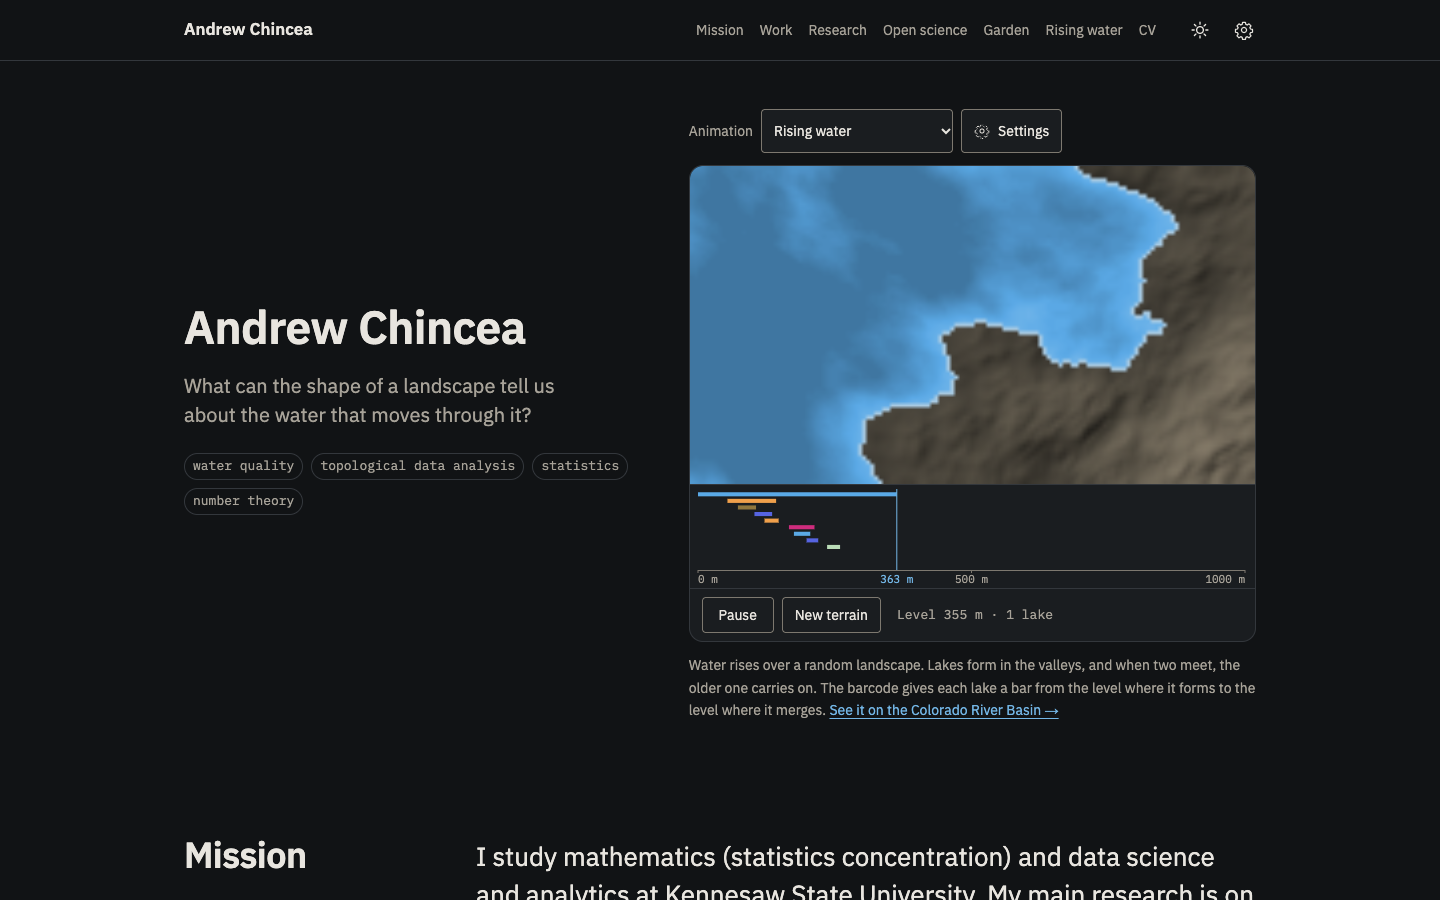 Andrew Chincea
Mission Work Research Open science Garden Rising water CV
Animation Rising water Settings
Andrew Chincea
What can the shape of a landscape tell us
about the water that moves through it?
water quality topological data analysis statistics
number theory
0 m 363 m 500 m 1000 m
Pause New terrain Level 355 m · 1 lake
Water rises over a random landscape. Lakes form in the valleys, and when two meet, the
older one carries on. The barcode gives each lake a bar from the level where it forms to the
level where it merges. See it on the Colorado River Basin →
Mission
I study mathematics (statistics concentration) and data science
and analytics at Kennesaw State University. My main research is on